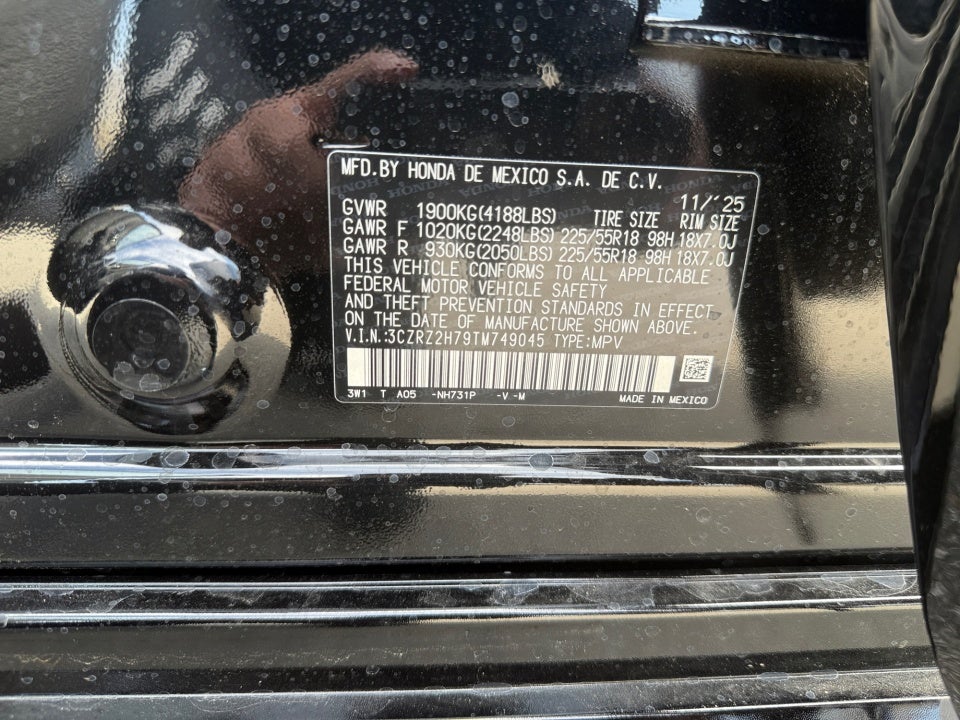 MFD.BY HONDA DE MEXICO S.A. DE C.V.
11/'25
GVWR 1900KG(4188LBS) TIRE SIZE RIM SIZE
GAWR F 1020KG(2248LBS) 225/55R18 98H 18X7.0J
GAWR R 930KG(2050LBS) 225/55R18 98H 18X7.0J
THIS VEHICLE CONFORMS TO ALL APPLICABLE
FEDERAL MOTOR VEHICLE SAFETY
AND THEFT PREVENTION STANDARDS IN EFFECT
ON THE DATE OF MANUFACTURE SHOWN ABOVE.
V.I.N.:3CZRZ2H79TM749045 TYPE:MPV
3W1 T A05 -NH731P -V -M MADE IN MEXICO